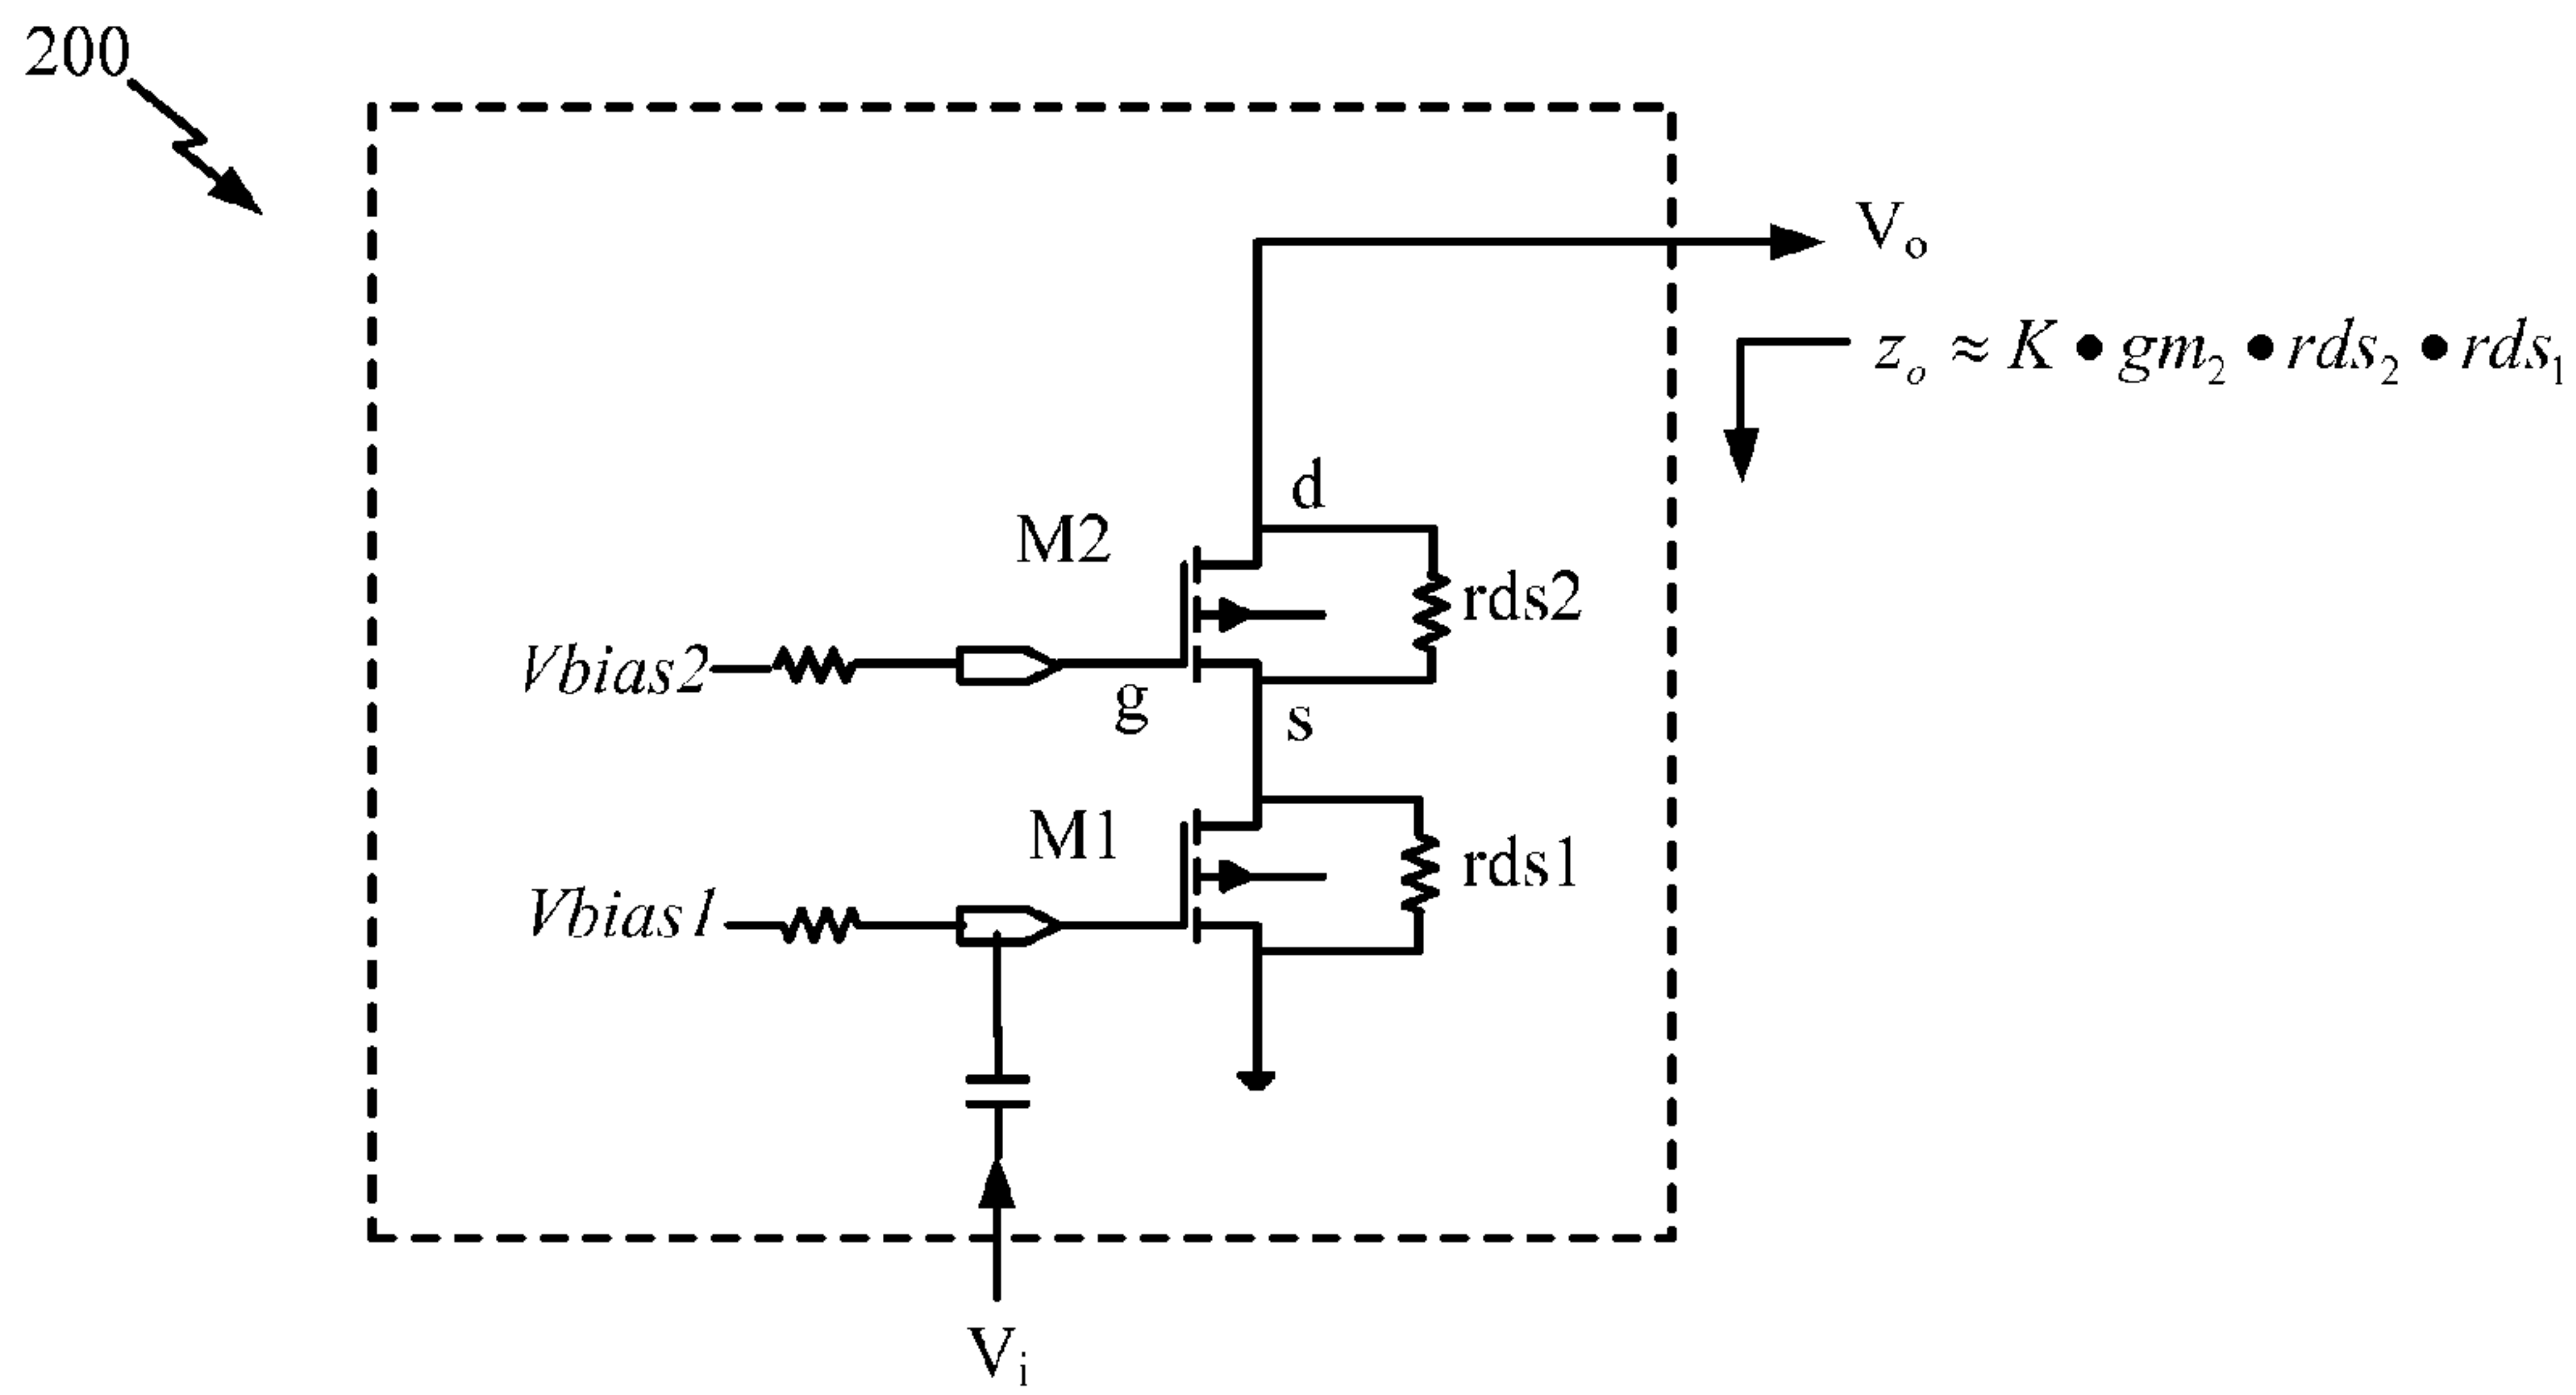 200
Vₒ
zₒ ≈ K • gm₂ • rds₂ • rds₁
d
M2
rds2
Vbias2
g
s
M1
rds1
Vbias1
Vᵢ